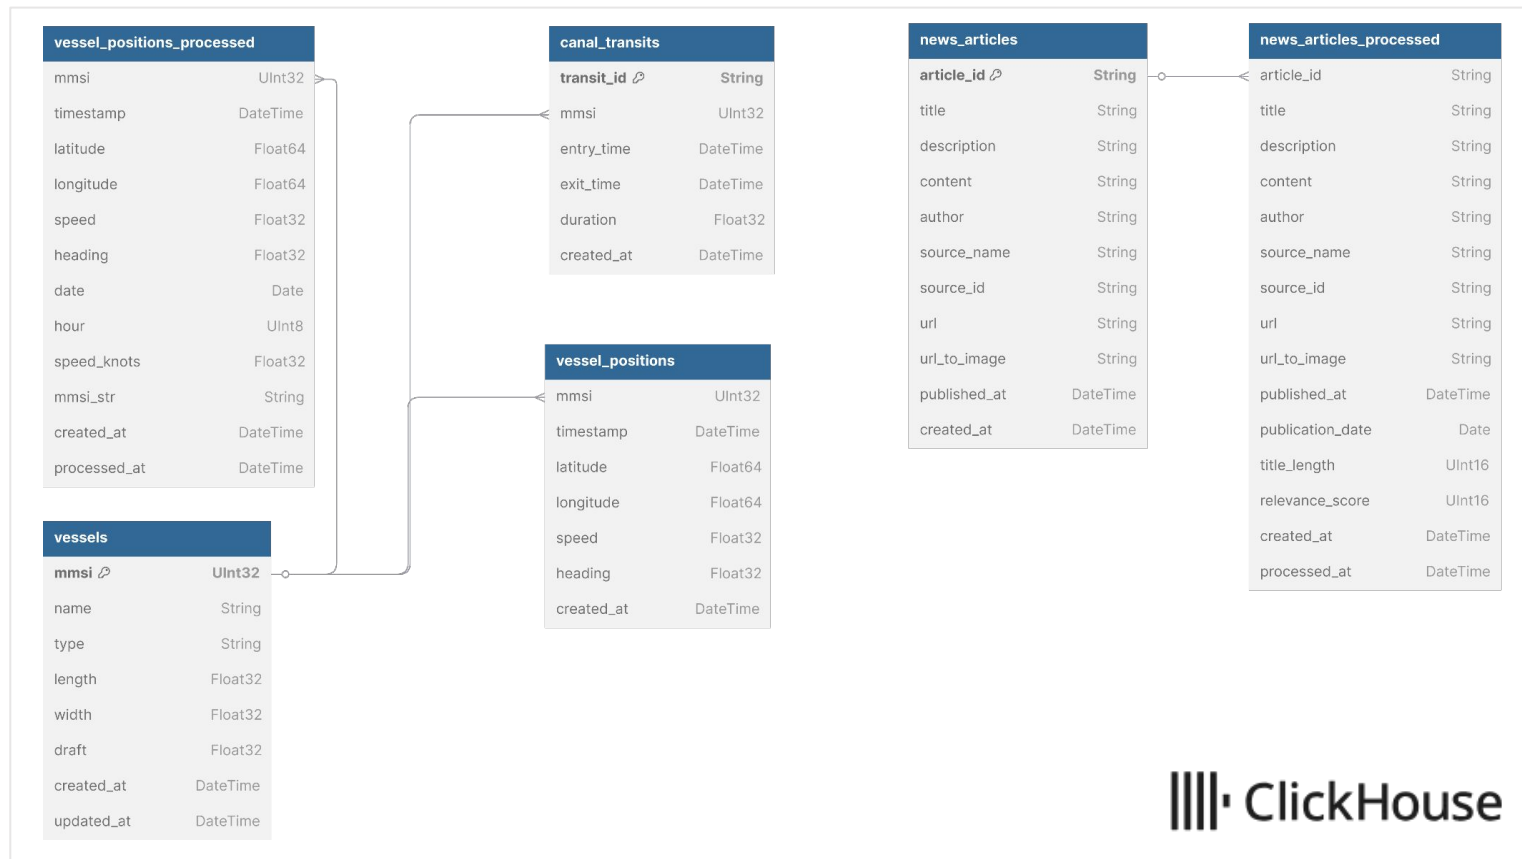 vessel_positions_processed
mmsi UInt32
timestamp DateTime
latitude Float64
longitude Float64
speed Float32
heading Float32
date Date
hour UInt8
speed_knots Float32
mmsi_str String
created_at DateTime
processed_at DateTime
vessels
mmsi UInt32
name String
type String
length Float32
width Float32
draft Float32
created_at DateTime
updated_at DateTime
canal_transits
transit_id String
mmsi UInt32
entry_time DateTime
exit_time DateTime
duration Float32
created_at DateTime
vessel_positions
mmsi UInt32
timestamp DateTime
latitude Float64
longitude Float64
speed Float32
heading Float32
created_at DateTime
news_articles
article_id String
title String
description String
content String
author String
source_name String
source_id String
url String
url_to_image String
published_at DateTime
created_at DateTime
news_articles_processed
article_id String
title String
description String
content String
author String
source_name String
source_id String
url String
url_to_image String
published_at DateTime
publication_date Date
title_length UInt16
relevance_score UInt16
created_at DateTime
processed_at DateTime
ClickHouse